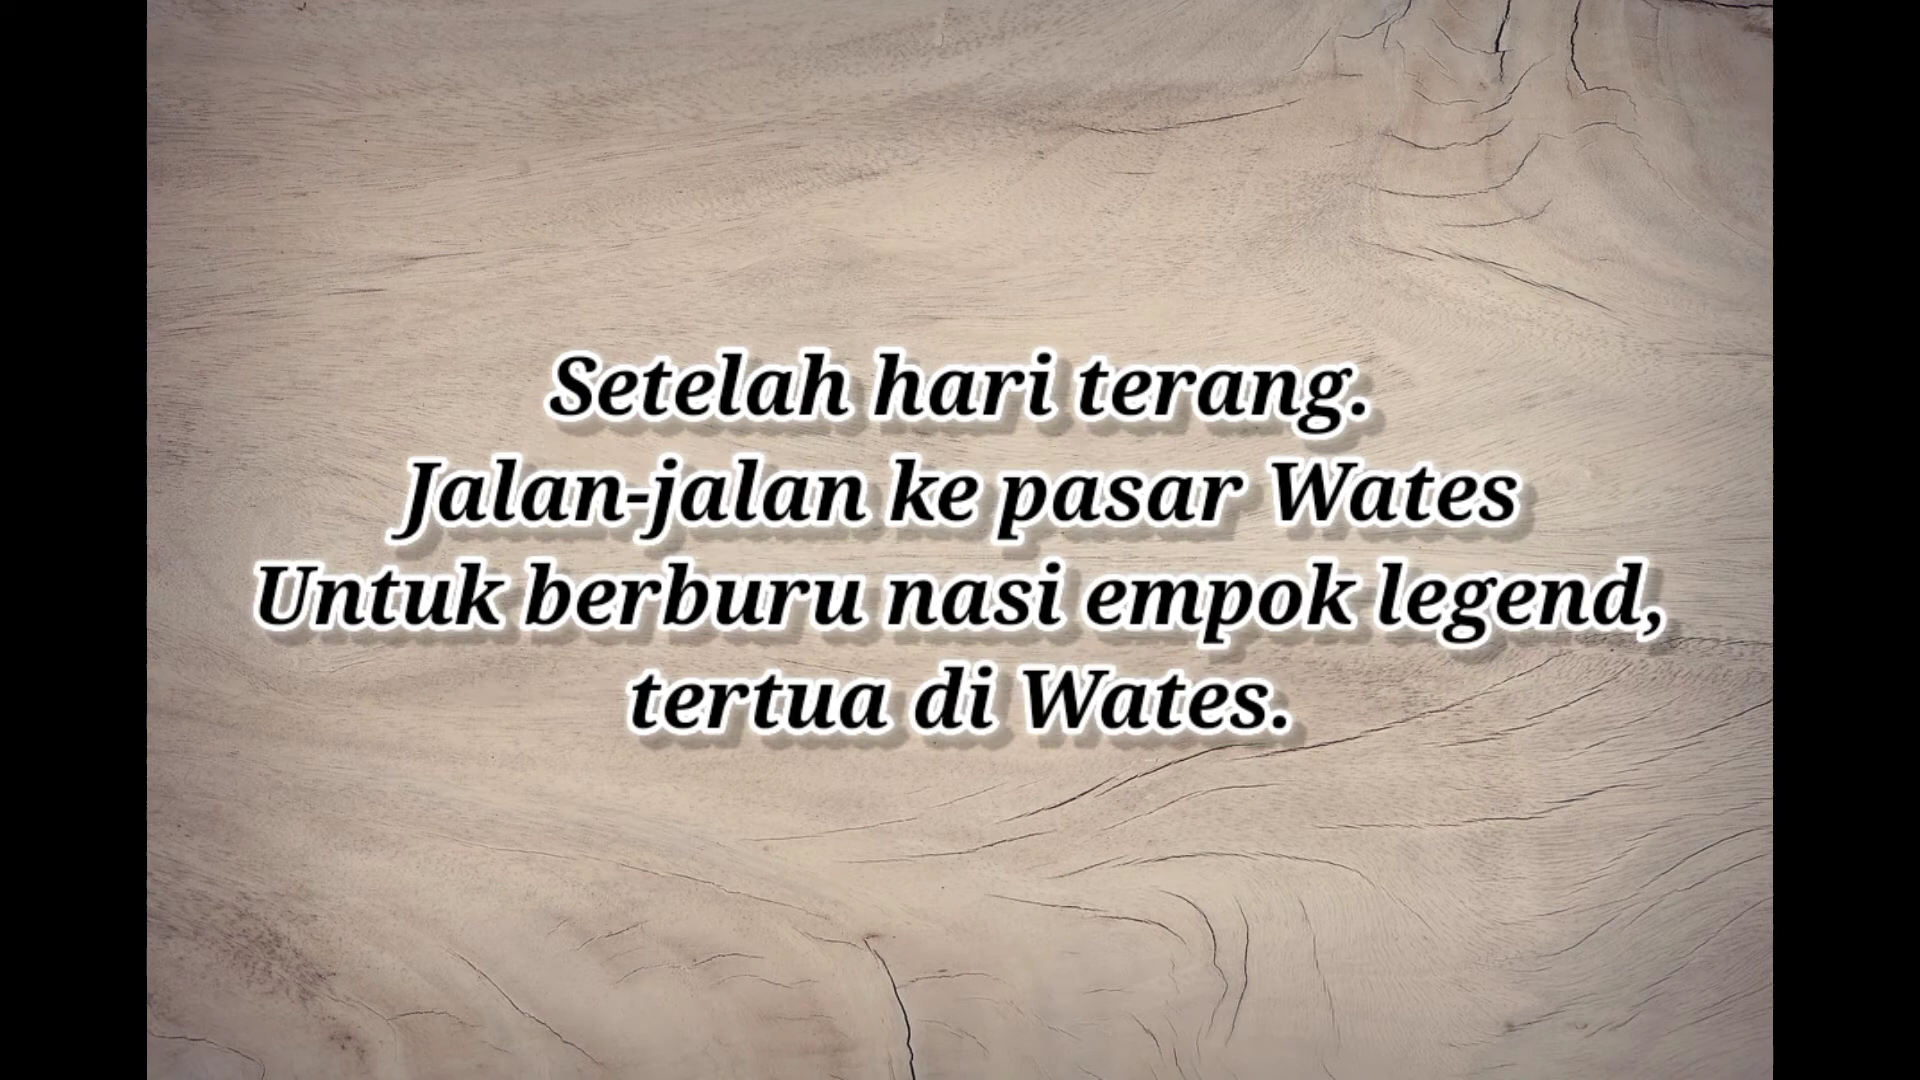 Setelah hari terang.
Jalan-jalan ke pasar Wates
Untuk berburu nasi empok legend,
tertua di Wates.